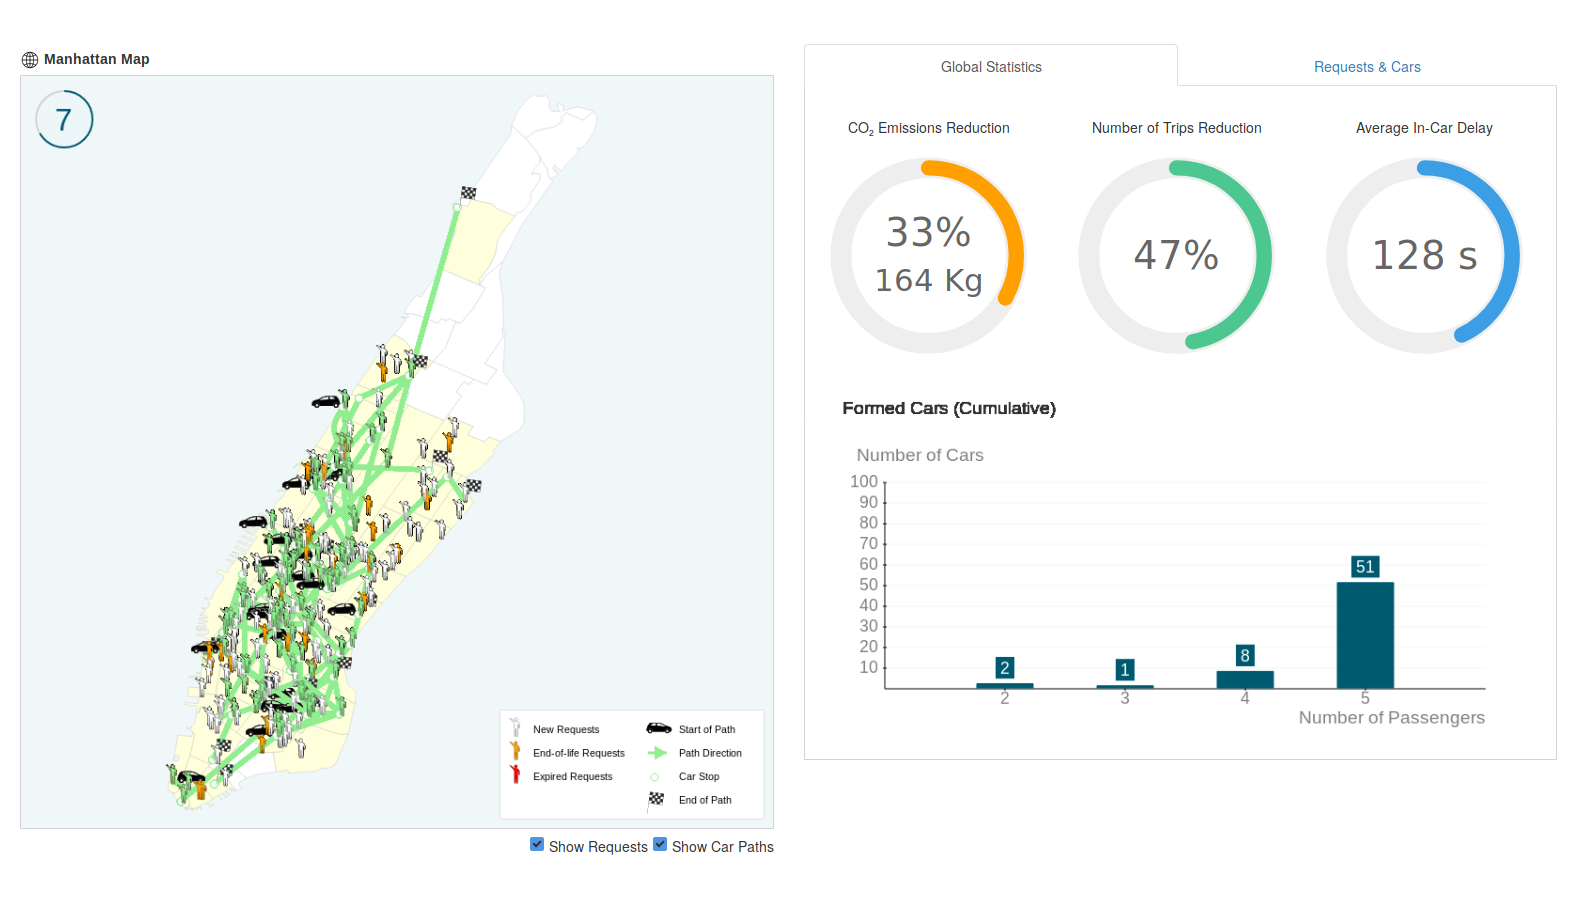 Manhattan Map
7
New Requests
End-of-life Requests
Expired Requests
Start of Path
Path Direction
Car Stop
End of Path
Show Requests
Show Car Paths
Global Statistics
Requests & Cars
CO₂ Emissions Reduction
33%
164 Kg
Number of Trips Reduction
47%
Average In-Car Delay
128 s
Formed Cars (Cumulative)
Number of Cars
100
90
80
70
60
50
40
30
20
10
2
1
8
51
2
3
4
5
Number of Passengers